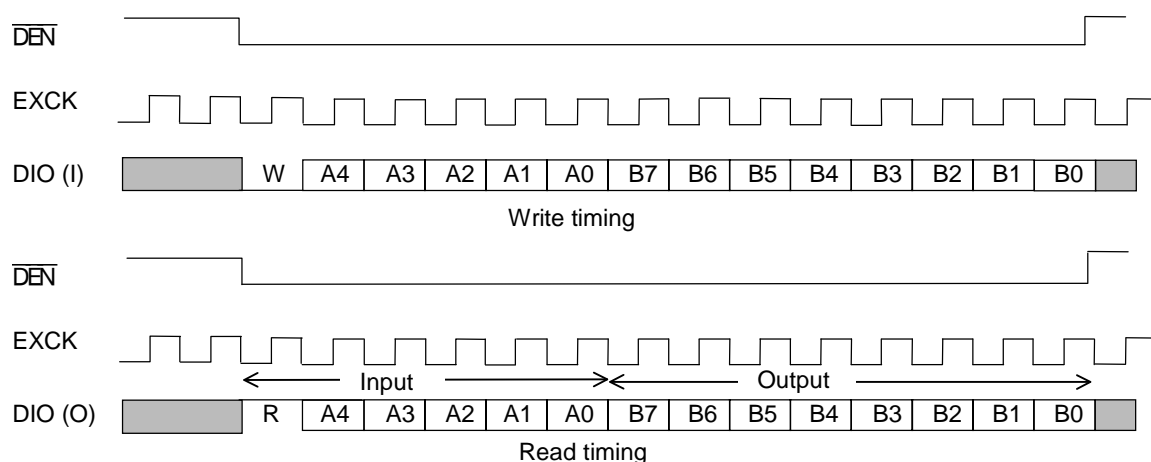 DEN
EXCK
DIO (I) W A4 A3 A2 A1 A0 B7 B6 B5 B4 B3 B2 B1 B0
Write timing
DEN
EXCK
Input Output
DIO (O) R A4 A3 A2 A1 A0 B7 B6 B5 B4 B3 B2 B1 B0
Read timing